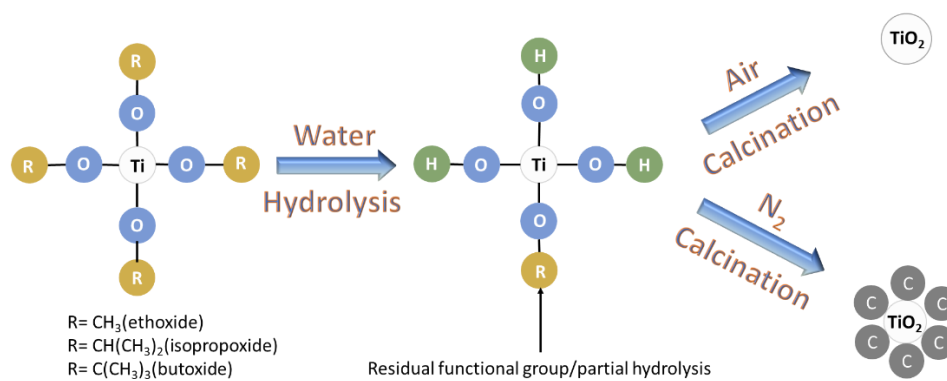 R
O
R
O
Ti
O
R
O
R
R= CH₃(ethoxide)
R= CH(CH₃)₂(isopropoxide)
R= C(CH₃)₃(butoxide)
Water
Hydrolysis
H
O
H
O
Ti
O
H
O
R
Residual functional group/partial hydrolysis
Air
Calcination
TiO₂
N₂
Calcination
C
C
C
TiO₂
C
C
C